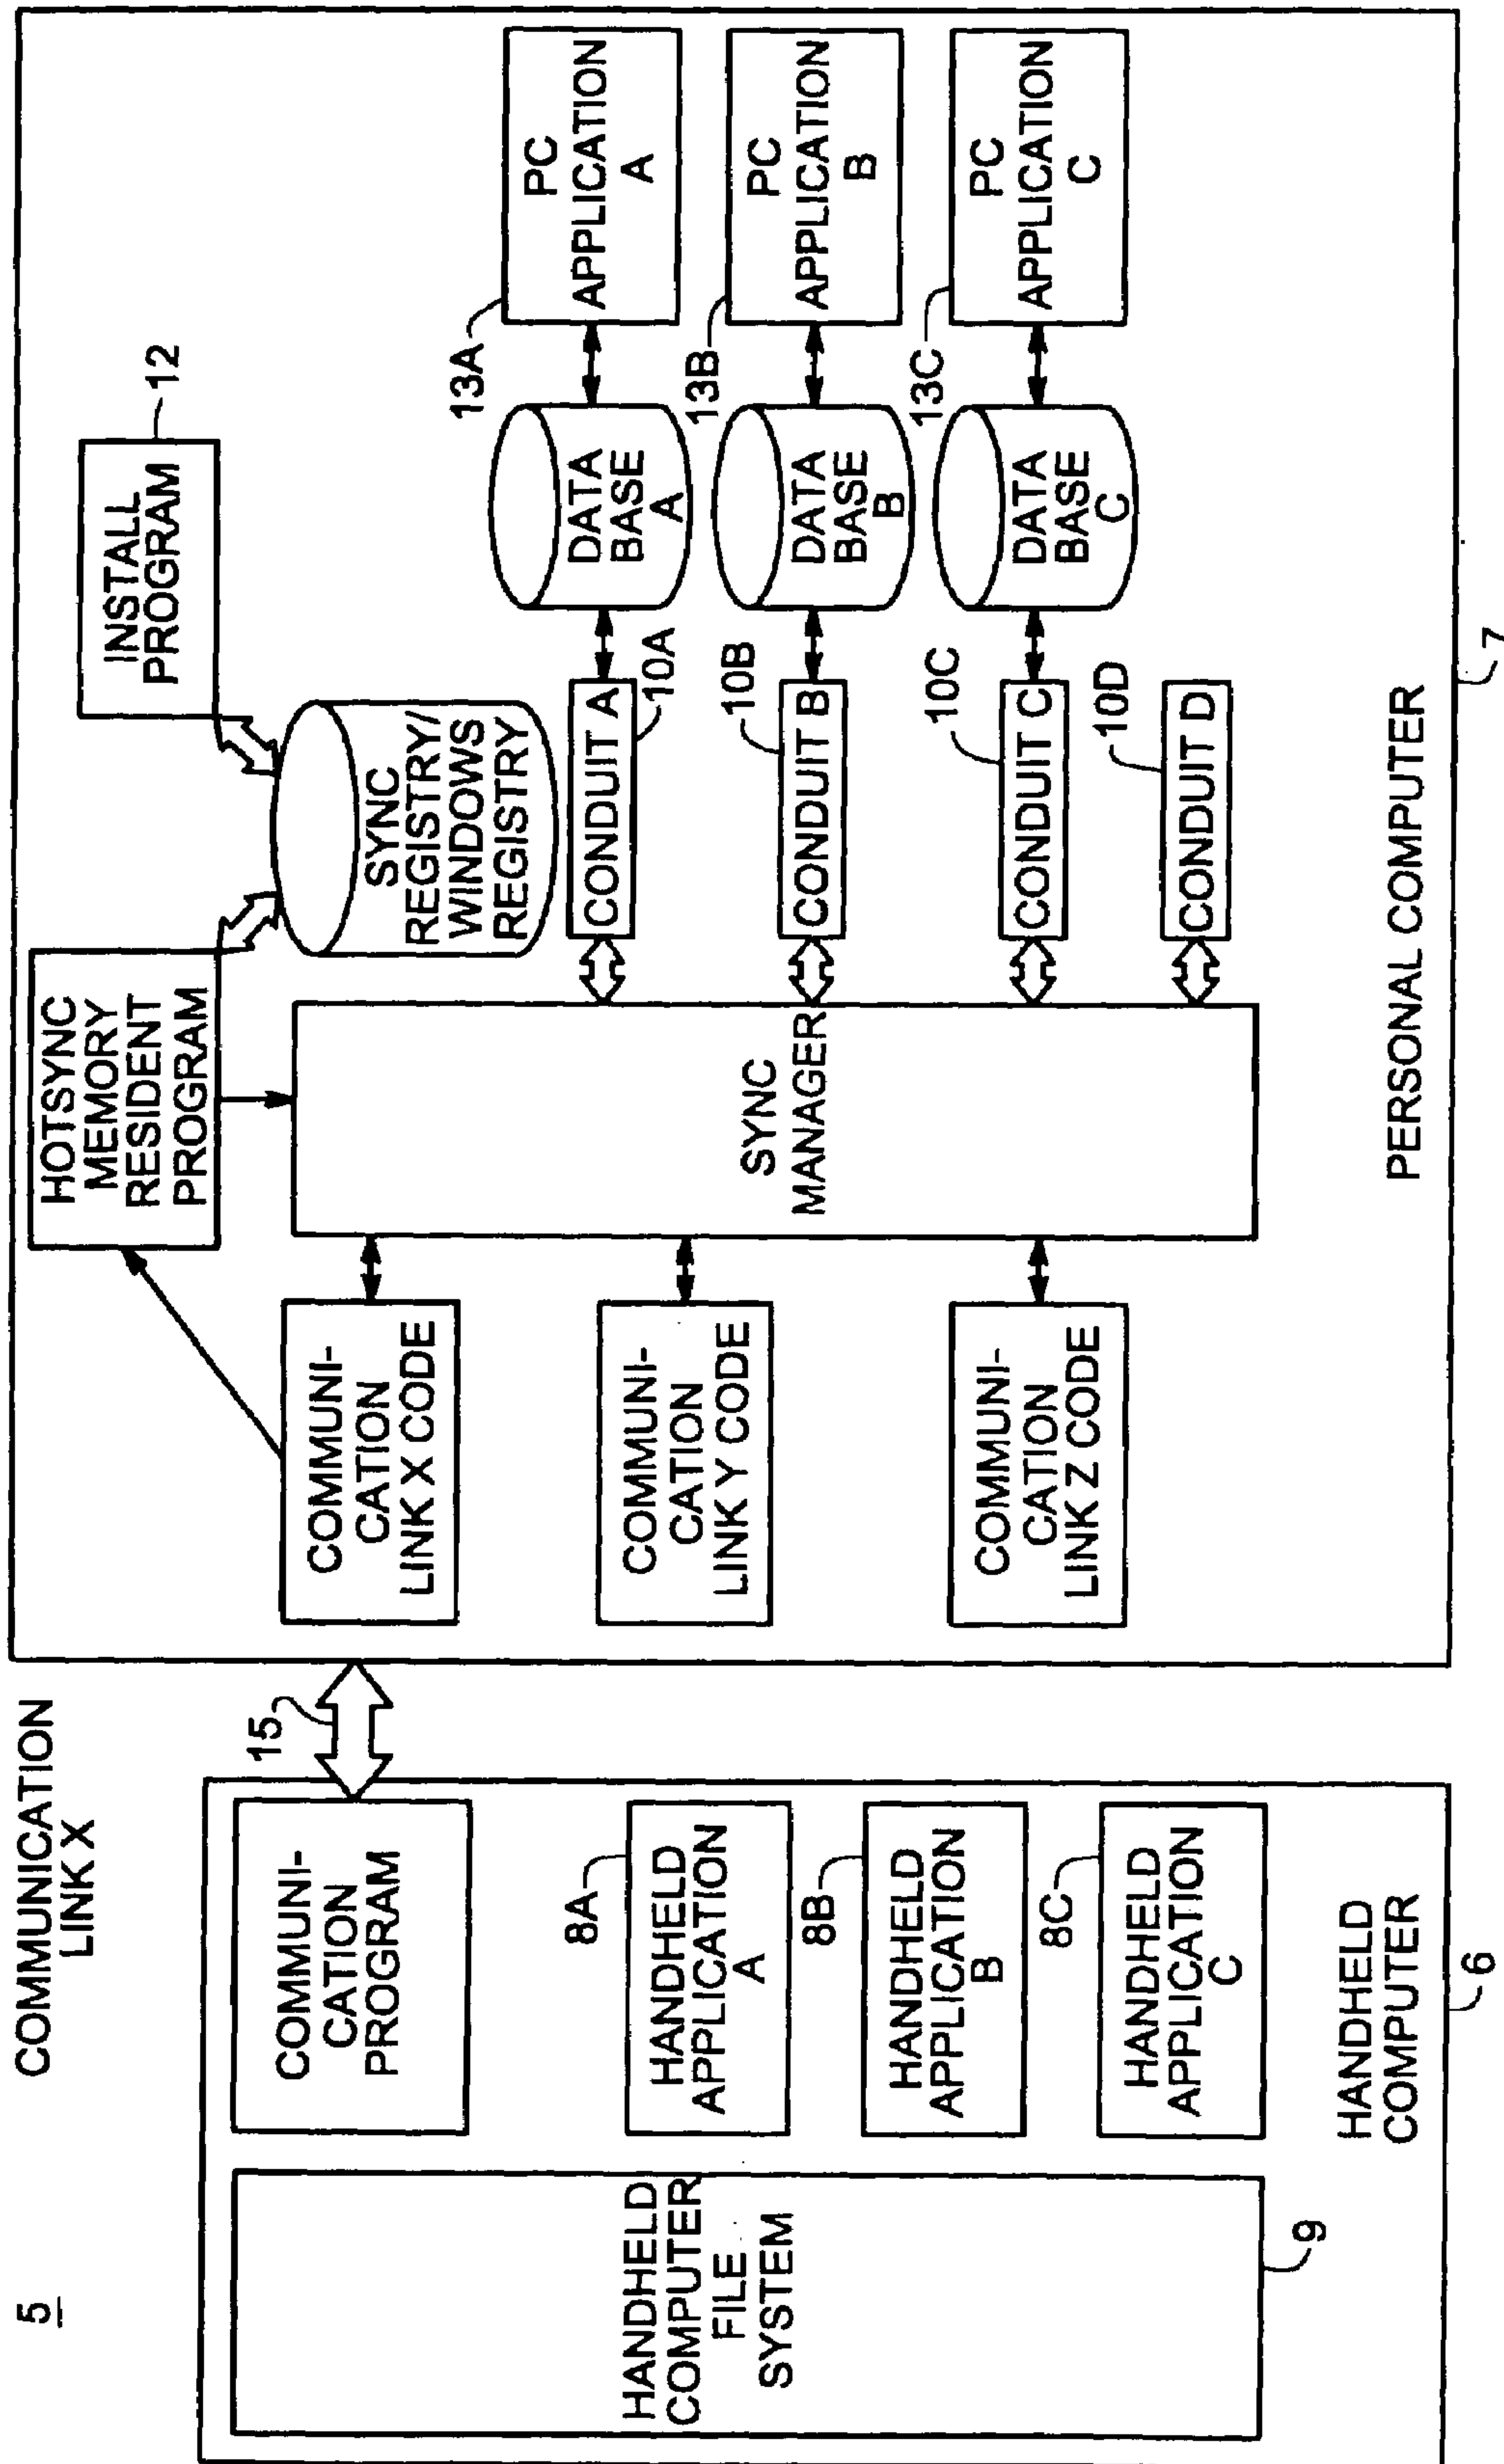 5
COMMUNICATION
LINK X
15
HANDHELD
COMPUTER
FILE
SYSTEM
9
COMMUNI-
CATION
PROGRAM
8A
HANDHELD
APPLICATION
A
8B
HANDHELD
APPLICATION
B
8C
HANDHELD
APPLICATION
C
HANDHELD
COMPUTER
6
COMMUNI-
CATION
LINK X CODE
COMMUNI-
CATION
LINK Y CODE
COMMUNI-
CATION
LINK Z CODE
HOTSYNC
MEMORY
RESIDENT
PROGRAM
SYNC
MANAGER
INSTALL
PROGRAM
12
SYNC
REGISTRY/
WINDOWS
REGISTRY
CONDUIT A
10A
10B
CONDUIT B
10C
CONDUIT C
10D
CONDUIT D
DATA
BASE
A
DATA
BASE
B
DATA
BASE
C
13A
PC
APPLICATION
A
13B
PC
APPLICATION
B
13C
PC
APPLICATION
C
PERSONAL COMPUTER
7